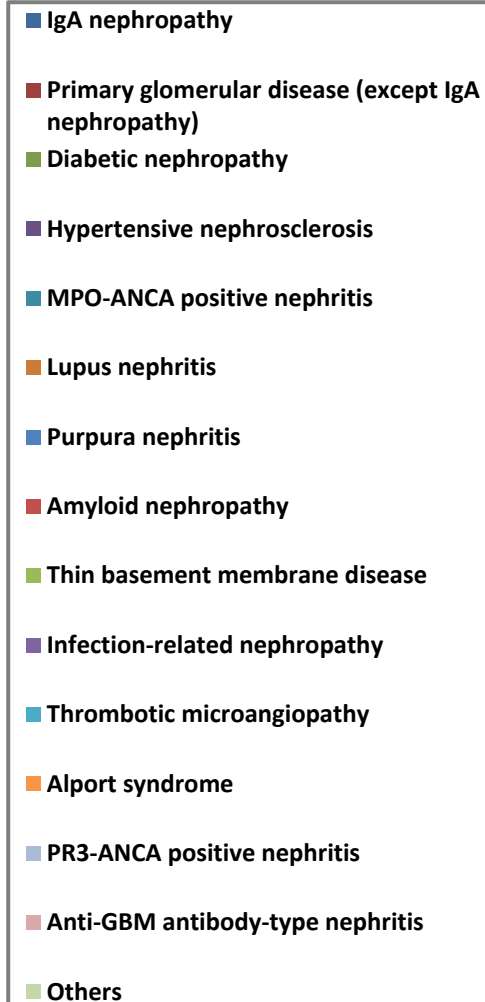 IgA nephropathy
Primary glomerular disease (except IgA
nephropathy)
Diabetic nephropathy
Hypertensive nephrosclerosis
MPO-ANCA positive nephritis
Lupus nephritis
Purpura nephritis
Amyloid nephropathy
Thin basement membrane disease
Infection-related nephropathy
Thrombotic microangiopathy
Alport syndrome
PR3-ANCA positive nephritis
Anti-GBM antibody-type nephritis
Others